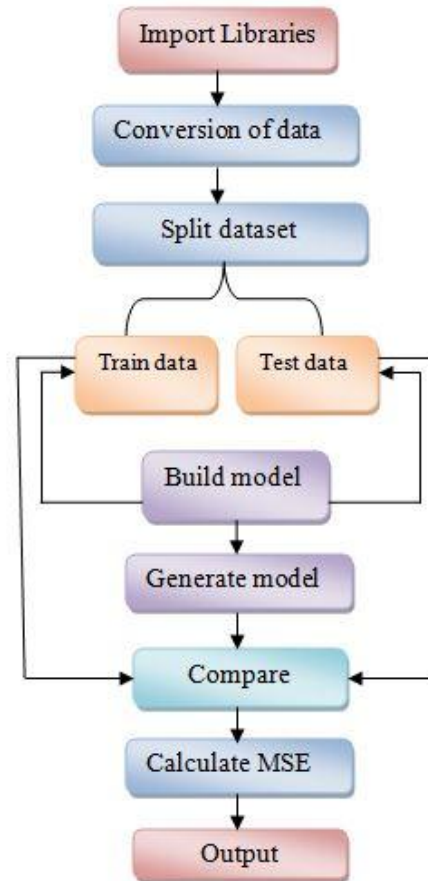 Import Libraries
Conversion of data
Split dataset
Train data
Test data
Build model
Generate model
Compare
Calculate MSE
Output